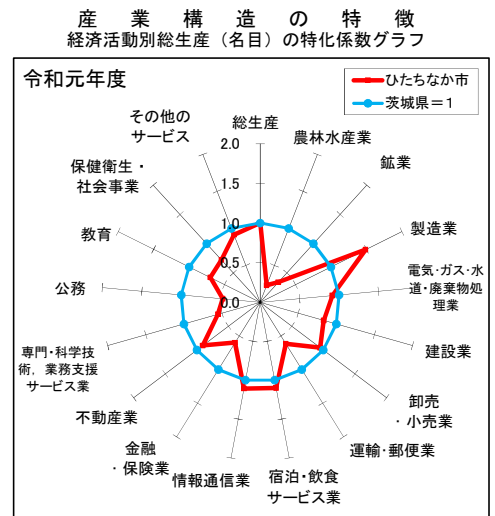 産業構造の特徴
経済活動別総生産（名目）の特化係数グラフ
令和元年度
ひたちなか市
茨城県＝1
総生産
農林水産業
鉱業
製造業
電気･ガス･水
道･廃棄物処
理業
建設業
卸売
・小売業
運輸･郵便業
宿泊・飲食
サービス業
情報通信業
金融
・保険業
不動産業
専門・科学技
術，業務支援
サービス業
公務
教育
保健衛生・
社会事業
その他の
サービス
2.0
1.5
1.0
0.5
0.0